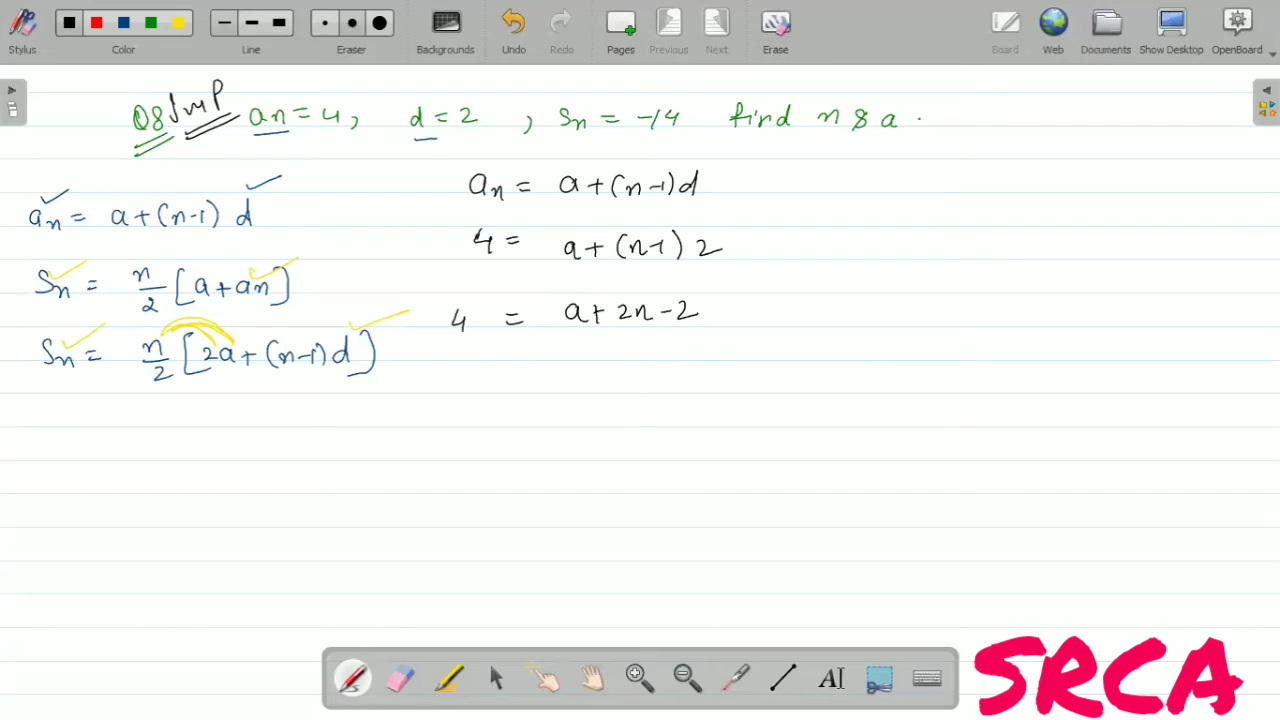 Stylus Color Line Eraser Backgrounds Undo Redo Pages Previous Next Erase Board Web Documents Show Desktop OpenBoard
Q8 Imp an = 4, d = 2 , Sn = -14 find n & a .
an = a + (n-1) d
Sn = n/2 [a + an]
Sn = n/2 [2a + (n-1)d]
an = a + (n-1)d
4 = a + (n-1) 2
4 = a + 2n - 2
SRCA